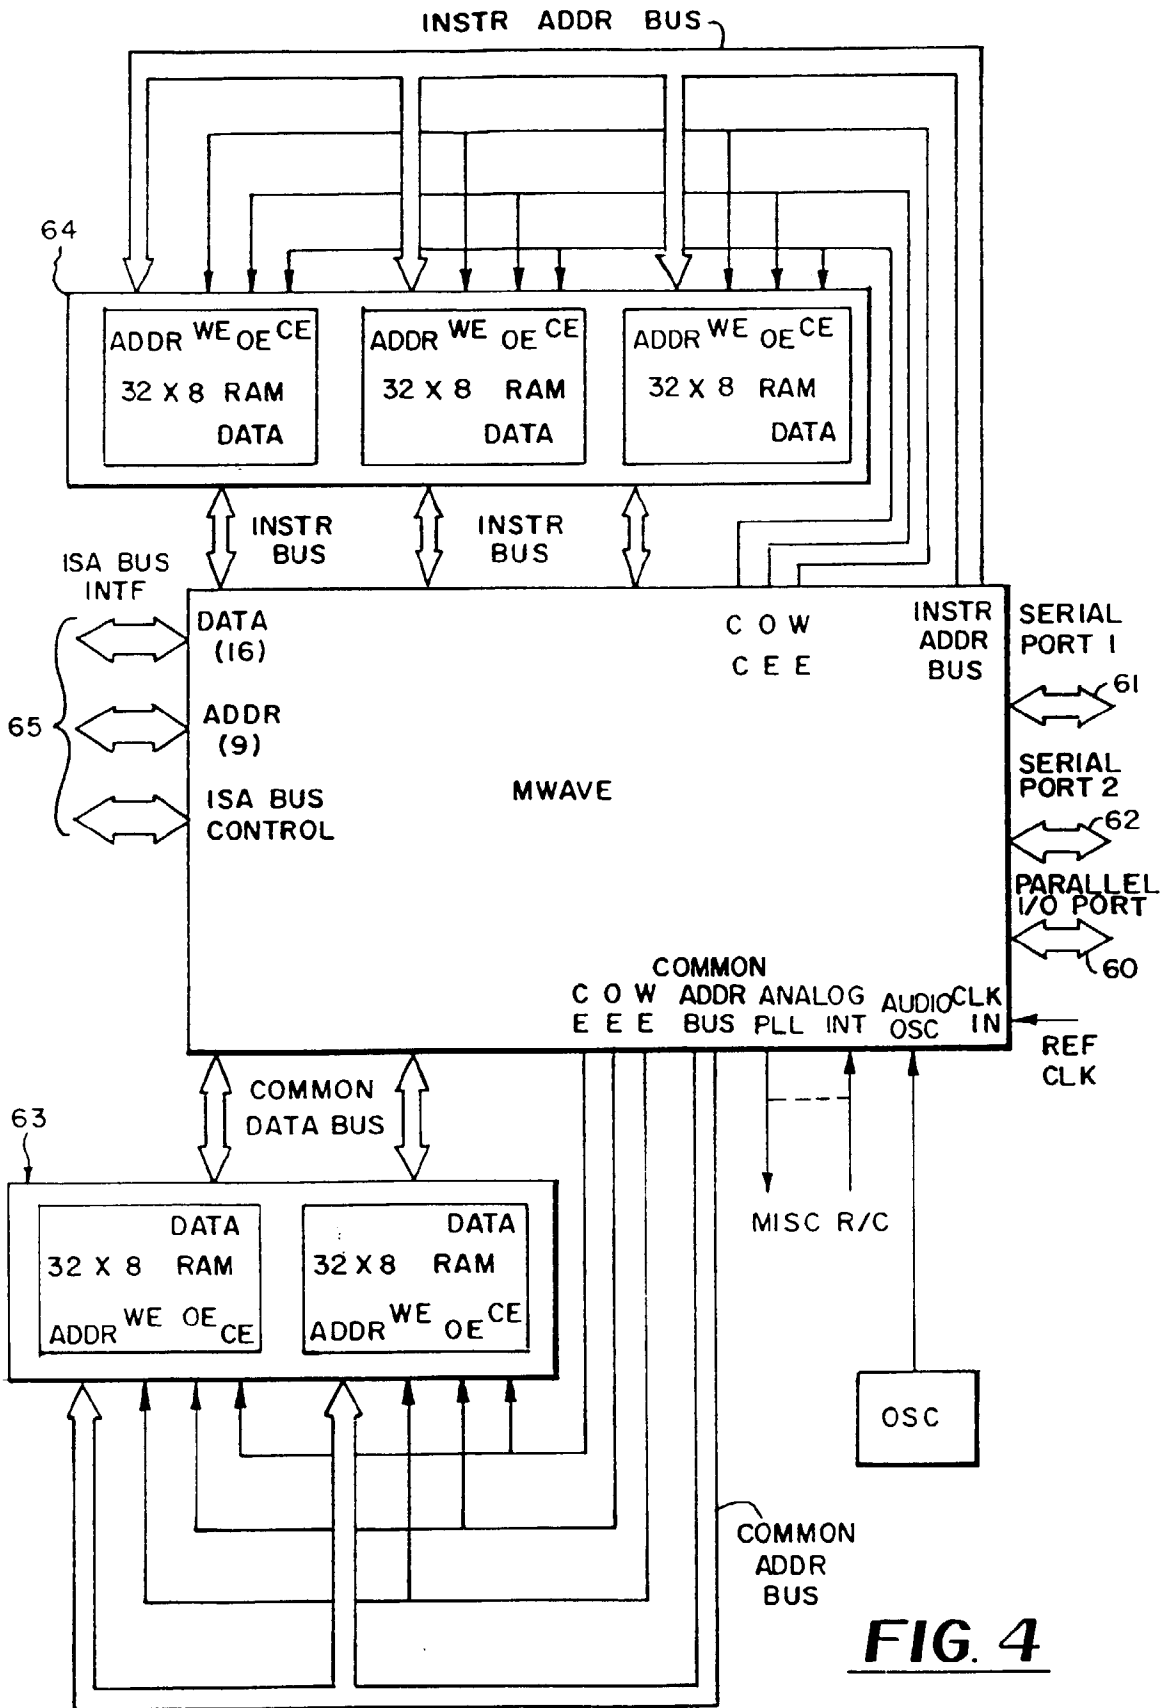 INSTR ADDR BUS
64
ADDR WE OE CE
32 X 8 RAM
DATA
ADDR WE OE CE
32 X 8 RAM
DATA
ADDR WE OE CE
32 X 8 RAM
DATA
INSTR
BUS
INSTR
BUS
ISA BUS
INTF
65
DATA
(16)
ADDR
(9)
ISA BUS
CONTROL
C O W
C E E
INSTR
ADDR
BUS
MWAVE
SERIAL
PORT 1
61
SERIAL
PORT 2
62
PARALLEL
I/O PORT
60
C O W
E E E
COMMON
ADDR
BUS
ANALOG
PLL INT
AUDIO
OSC
CLK
IN
REF
CLK
COMMON
DATA BUS
63
DATA
32 X 8 RAM
ADDR WE OE CE
DATA
32 X 8 RAM
ADDR WE OE CE
MISC R/C
OSC
COMMON
ADDR
BUS
FIG. 4